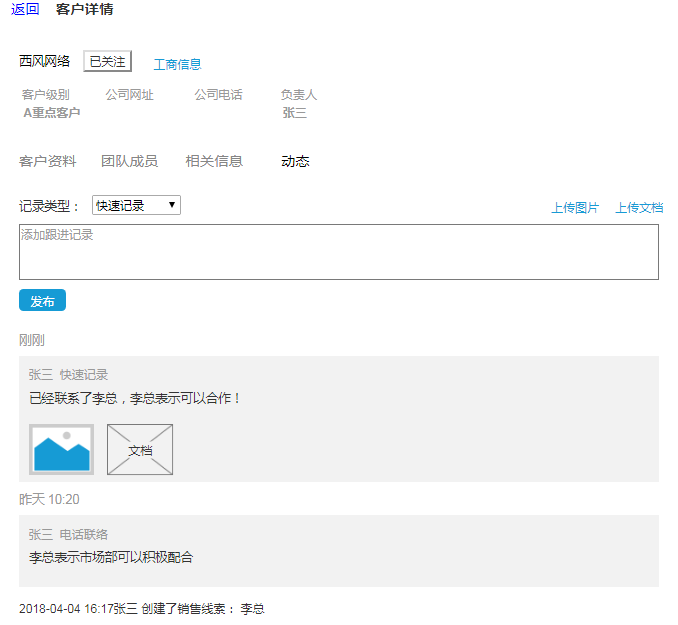 返回 客户详情
西风网络 已关注 工商信息
客户级别 公司网址 公司电话 负责人
A重点客户 张三
客户资料 团队成员 相关信息 动态
记录类型： 快速记录 上传图片 上传文档
添加跟进记录
发布
刚刚
张三 快速记录
已经联系了李总，李总表示可以合作！
文档
昨天 10:20
张三 电话联络
李总表示市场部可以积极配合
2018-04-04 16:17张三 创建了销售线索： 李总